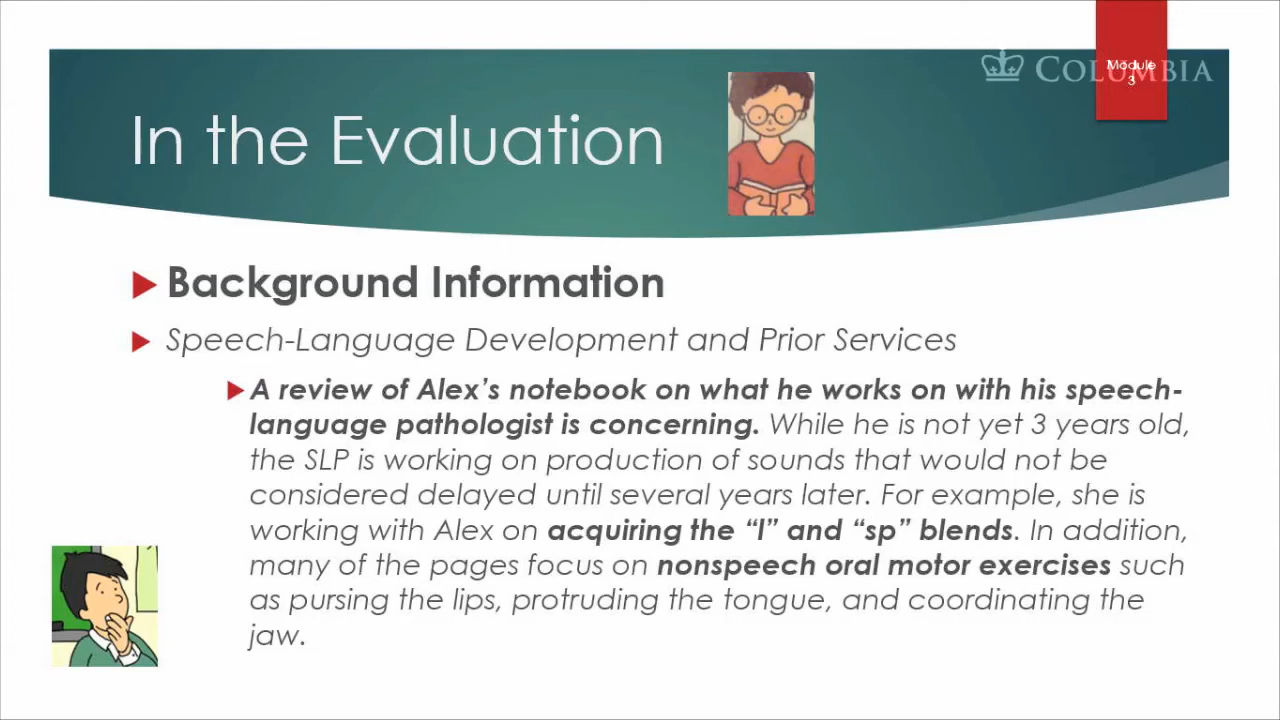 COLUMBIA
Module
3
In the Evaluation
Background Information
Speech-Language Development and Prior Services
A review of Alex's notebook on what he works on with his speech-
language pathologist is concerning. While he is not yet 3 years old,
the SLP is working on production of sounds that would not be
considered delayed until several years later. For example, she is
working with Alex on acquiring the “l” and “sp” blends. In addition,
many of the pages focus on nonspeech oral motor exercises such
as pursing the lips, protruding the tongue, and coordinating the
jaw.